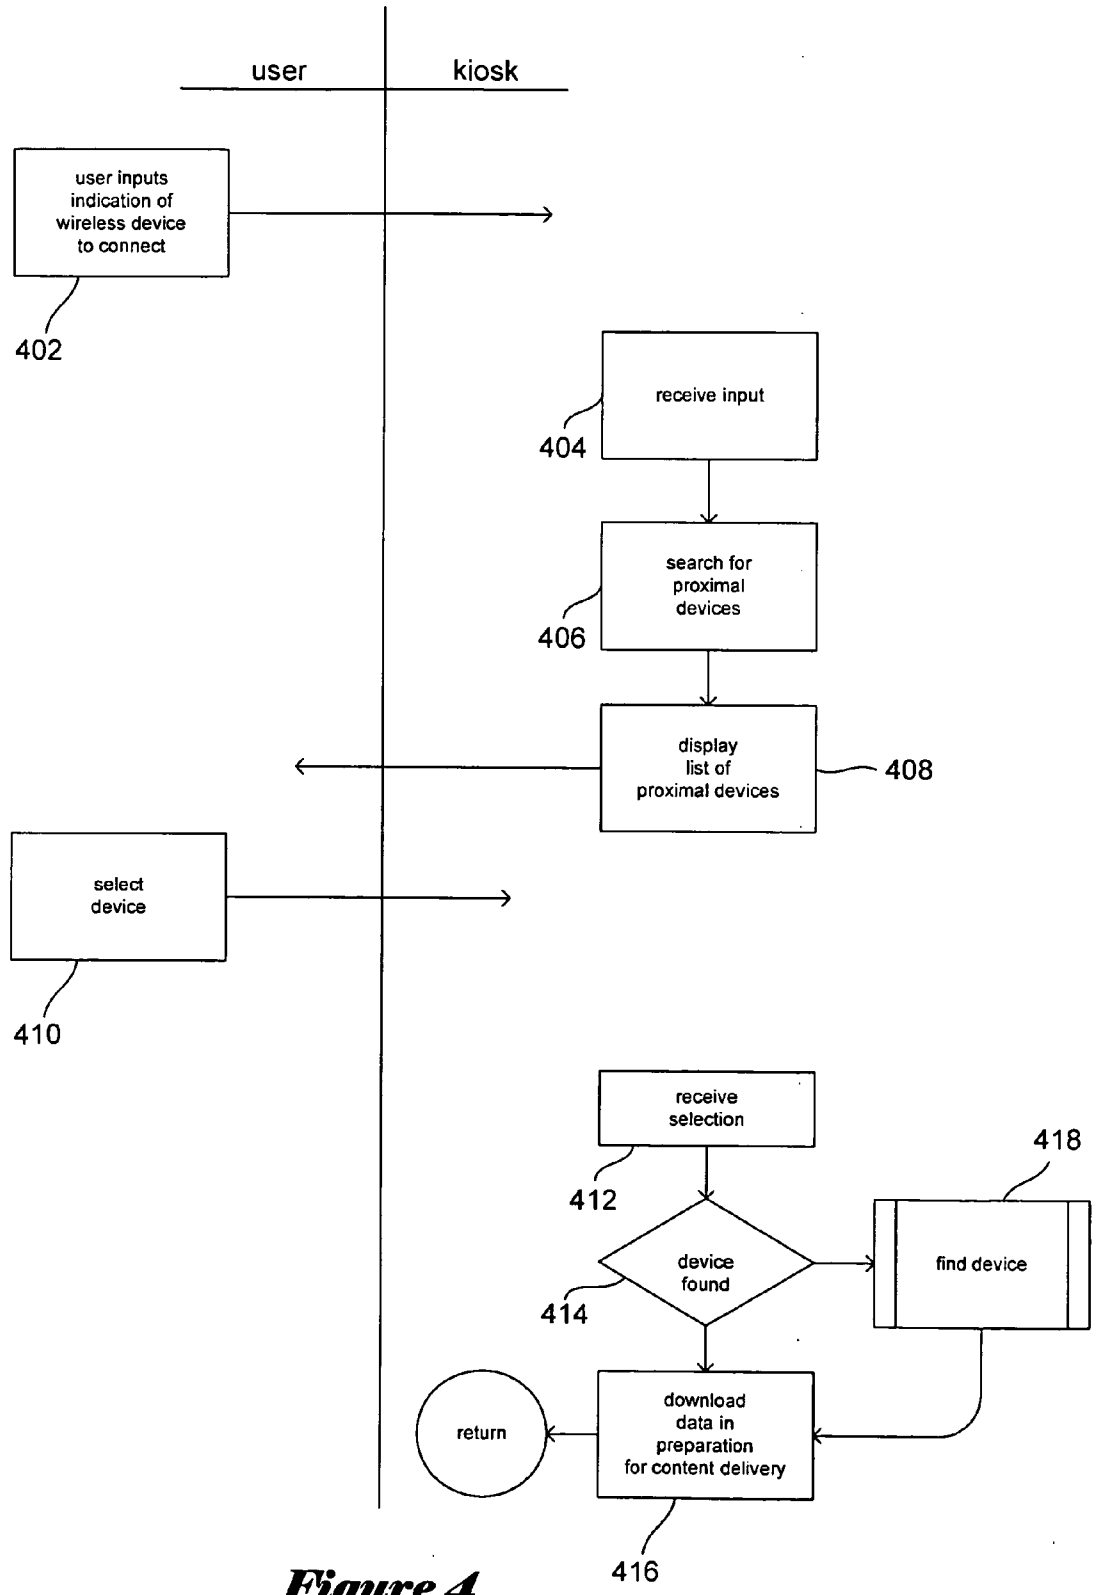 user
kiosk
user inputs
indication of
wireless device
to connect
402
receive input
404
search for
proximal
devices
406
display
list of
proximal devices
408
select
device
410
receive
selection
412
418
device
found
414
find device
download
data in
preparation
for content delivery
return
416
Figure 4